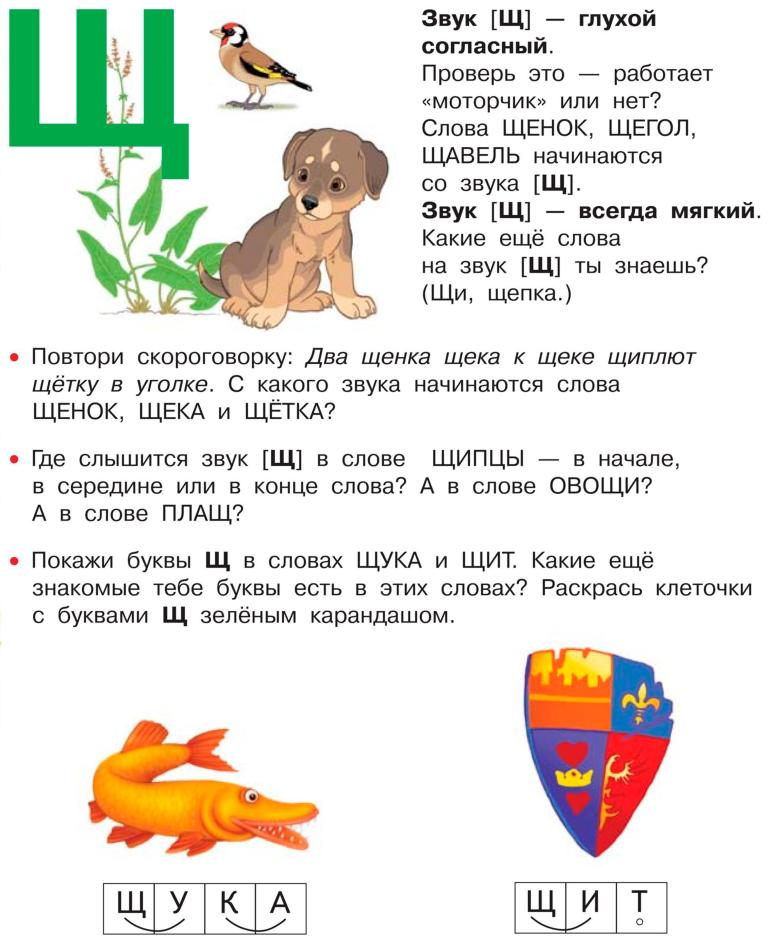 Щ
Звук [Щ] — глухой
согласный.
Проверь это — работает
«моторчик» или нет?
Слова ЩЕНОК, ЩЕГОЛ,
ЩАВЕЛЬ начинаются
со звука [Щ].
Звук [Щ] — всегда мягкий.
Какие ещё слова
на звук [Щ] ты знаешь?
(Щи, щепка.)
• Повтори скороговорку: Два щенка щека к щеке щиплют
щётку в уголке. С какого звука начинаются слова
ЩЕНОК, ЩЕКА и ЩЁТКА?
• Где слышится звук [Щ] в слове ЩИПЦЫ — в начале,
в середине или в конце слова? А в слове ОВОЩИ?
А в слове ПЛАЩ?
• Покажи буквы Щ в словах ЩУКА и ЩИТ. Какие ещё
знакомые тебе буквы есть в этих словах? Раскрась клеточки
с буквами Щ зелёным карандашом.
ЩУКА
ЩИТ